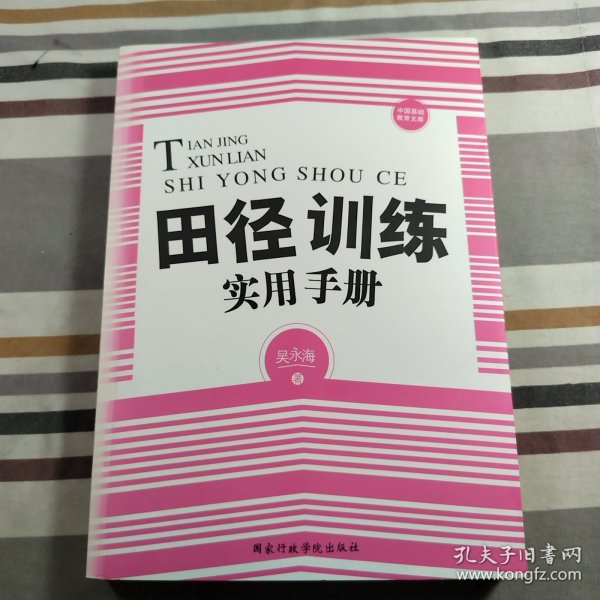 中国基础
教育文库
TIAN JING
XUN LIAN
SHI YONG SHOU CE
田径训练
实用手册
吴永海
著
国家行政学院出版社
孔夫子旧书网
www.kongfz.com